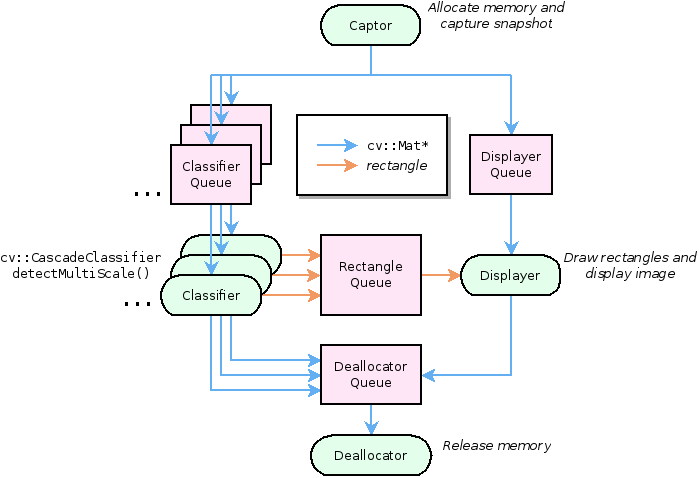 Captor
Allocate memory and
capture snapshot
Classifier
Queue
...
cv::Mat*
rectangle
Displayer
Queue
cv::CascadeClassifier
detectMultiScale()
Classifier
...
Rectangle
Queue
Displayer
Draw rectangles and
display image
Deallocator
Queue
Deallocator
Release memory